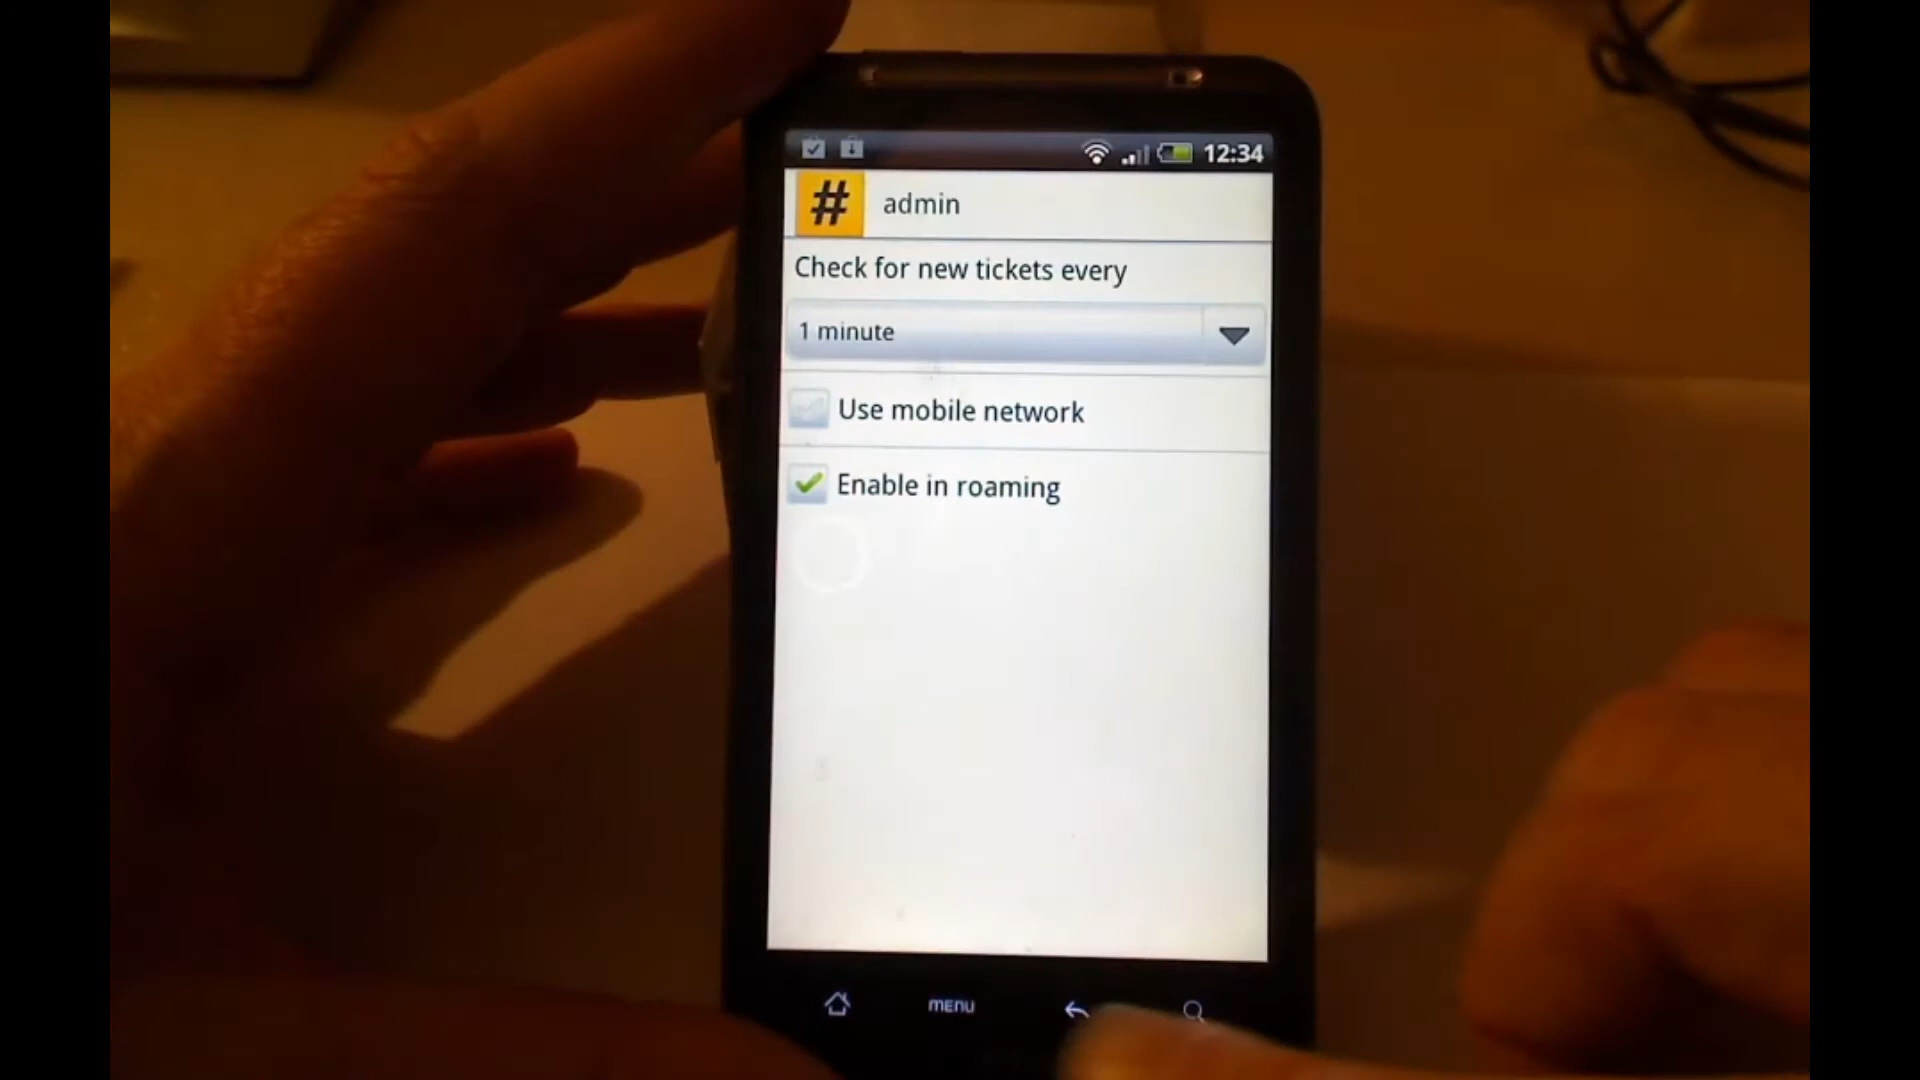 12:34
# admin
Check for new tickets every
1 minute
Use mobile network
Enable in roaming
MENU